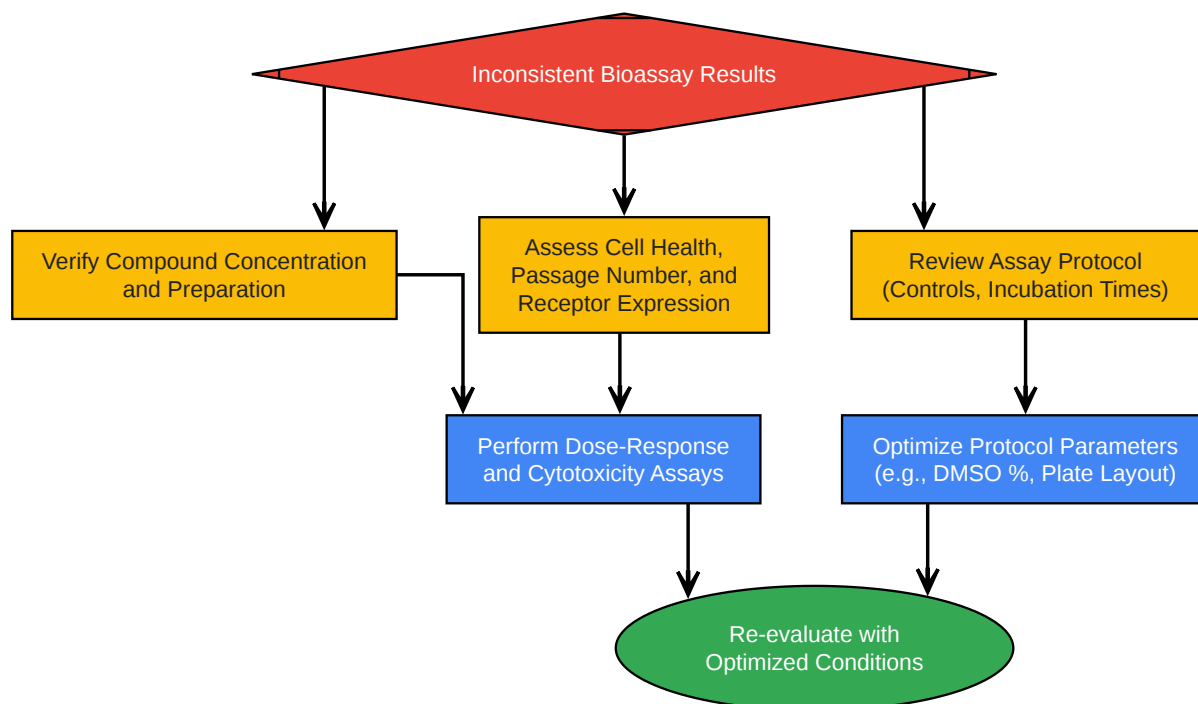 Inconsistent Bioassay Results
Verify Compound Concentration
and Preparation
Assess Cell Health,
Passage Number, and
Receptor Expression
Review Assay Protocol
(Controls, Incubation Times)
Perform Dose-Response
and Cytotoxicity Assays
Optimize Protocol Parameters
(e.g., DMSO %, Plate Layout)
Re-evaluate with
Optimized Conditions